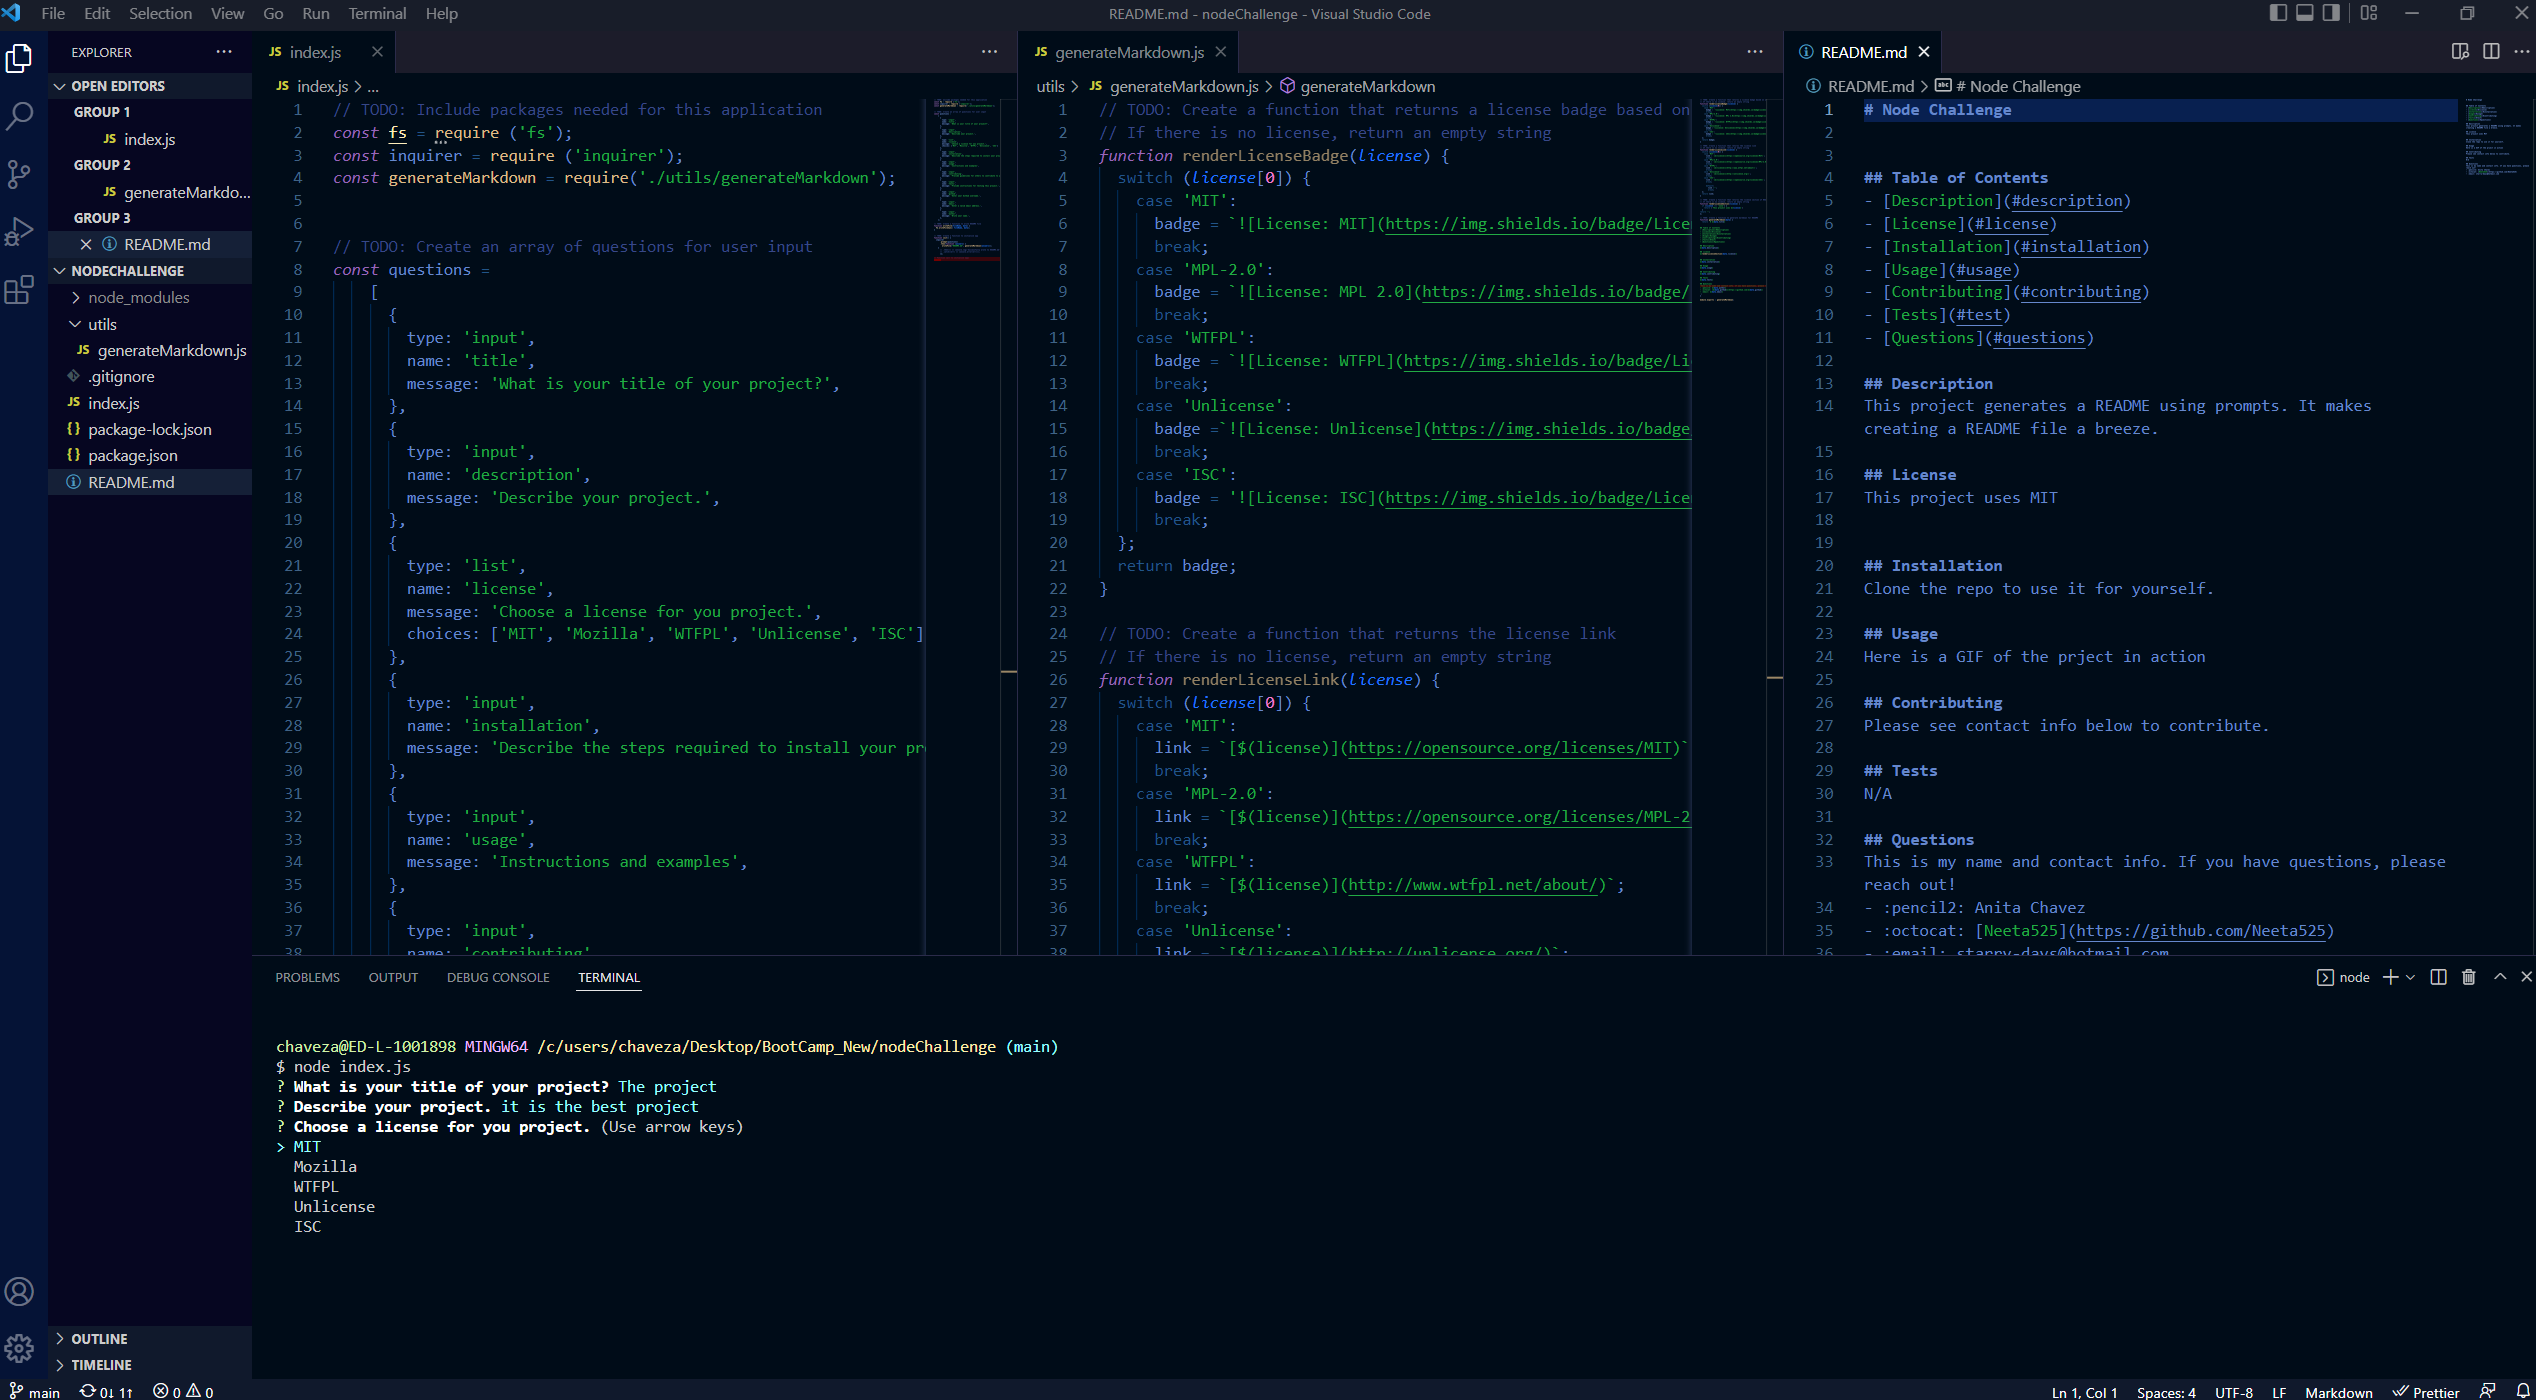 File Edit Selection View Go Run Terminal Help
README.md - nodeChallenge - Visual Studio Code
EXPLORER
OPEN EDITORS
GROUP 1
JS index.js
GROUP 2
JS generateMarkdo...
GROUP 3
README.md
NODECHALLENGE
node_modules
utils
JS generateMarkdown.js
.gitignore
JS index.js
{} package-lock.json
{} package.json
README.md
OUTLINE
TIMELINE
JS index.js
JS index.js > ...
1 // TODO: Include packages needed for this application
2 const fs = require ('fs');
3 const inquirer = require ('inquirer');
4 const generateMarkdown = require('./utils/generateMarkdown');
5
6
7 // TODO: Create an array of questions for user input
8 const questions =
9 [
10 {
11 type: 'input',
12 name: 'title',
13 message: 'What is your title of your project?',
14 },
15 {
16 type: 'input',
17 name: 'description',
18 message: 'Describe your project.',
19 },
20 {
21 type: 'list',
22 name: 'license',
23 message: 'Choose a license for you project.',
24 choices: ['MIT', 'Mozilla', 'WTFPL', 'Unlicense', 'ISC']
25 },
26 {
27 type: 'input',
28 name: 'installation',
29 message: 'Describe the steps required to install your pr
30 },
31 {
32 type: 'input',
33 name: 'usage',
34 message: 'Instructions and examples',
35 },
36 {
37 type: 'input',
38 name: 'contributing'
JS generateMarkdown.js
utils > JS generateMarkdown.js > generateMarkdown
1 // TODO: Create a function that returns a license badge based on
2 // If there is no license, return an empty string
3 function renderLicenseBadge(license) {
4 switch (license[0]) {
5 case 'MIT':
6 badge = `![License: MIT](https://img.shields.io/badge/Lice
7 break;
8 case 'MPL-2.0':
9 badge = `![License: MPL 2.0](https://img.shields.io/badge/
10 break;
11 case 'WTFPL':
12 badge = `![License: WTFPL](https://img.shields.io/badge/Li
13 break;
14 case 'Unlicense':
15 badge =`![License: Unlicense](https://img.shields.io/badge
16 break;
17 case 'ISC':
18 badge = '![License: ISC](https://img.shields.io/badge/Lice
19 break;
20 };
21 return badge;
22 }
23
24 // TODO: Create a function that returns the license link
25 // If there is no license, return an empty string
26 function renderLicenseLink(license) {
27 switch (license[0]) {
28 case 'MIT':
29 link = `[$(license)](https://opensource.org/licenses/MIT)`
30 break;
31 case 'MPL-2.0':
32 link = `[$(license)](https://opensource.org/licenses/MPL-2
33 break;
34 case 'WTFPL':
35 link = `[$(license)](http://www.wtfpl.net/about/)`;
36 break;
37 case 'Unlicense':
38 link = `[$(license)](http://unlicense.org/)`;
README.md
README.md > # Node Challenge
1 # Node Challenge
2
3
4 ## Table of Contents
5 - [Description](#description)
6 - [License](#license)
7 - [Installation](#installation)
8 - [Usage](#usage)
9 - [Contributing](#contributing)
10 - [Tests](#test)
11 - [Questions](#questions)
12
13 ## Description
14 This project generates a README using prompts. It makes
creating a README file a breeze.
15
16 ## License
17 This project uses MIT
18
19
20 ## Installation
21 Clone the repo to use it for yourself.
22
23 ## Usage
24 Here is a GIF of the prject in action
25
26 ## Contributing
27 Please see contact info below to contribute.
28
29 ## Tests
30 N/A
31
32 ## Questions
33 This is my name and contact info. If you have questions, please
reach out!
34 - :pencil2: Anita Chavez
35 - :octocat: [Neeta525](https://github.com/Neeta525)
36 - :email: starry-days@hotmail.com
PROBLEMS OUTPUT DEBUG CONSOLE TERMINAL
node
chaveza@ED-L-1001898 MINGW64 /c/users/chaveza/Desktop/BootCamp_New/nodeChallenge (main)
$ node index.js
? What is your title of your project? The project
? Describe your project. it is the best project
? Choose a license for you project. (Use arrow keys)
> MIT
Mozilla
WTFPL
Unlicense
ISC
main 0↓ 1↑ 0 0
Ln 1, Col 1 Spaces: 4 UTF-8 LF Markdown Prettier